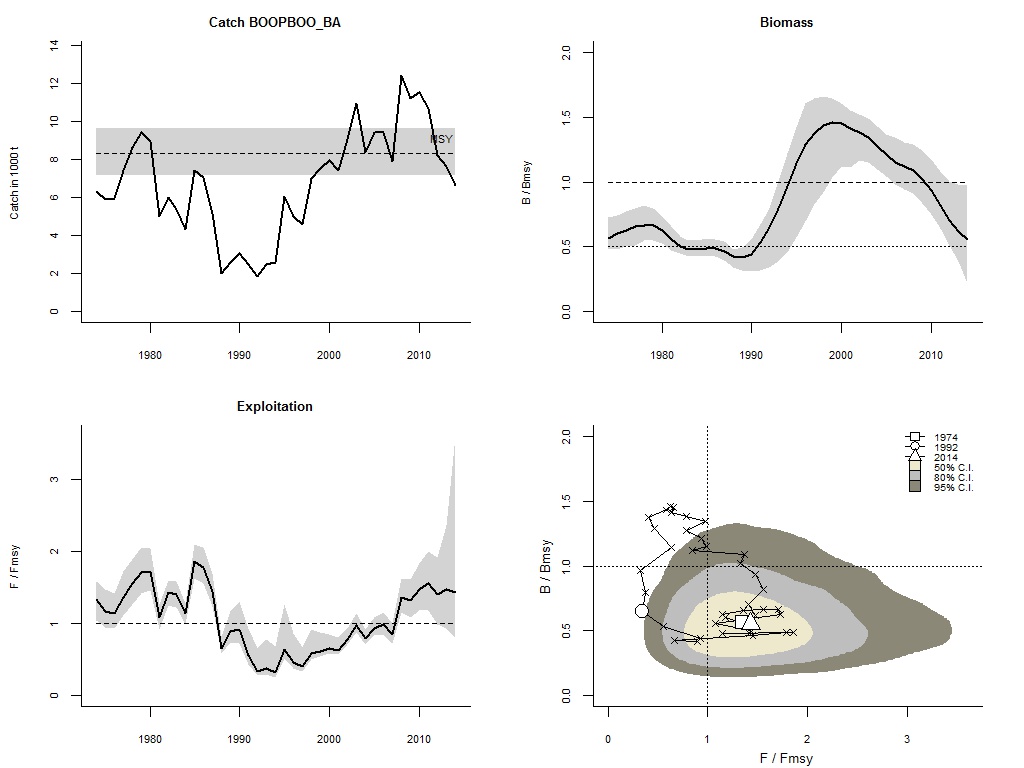 Catch BOOPBOO_BA
Catch in 1000 t
14
12
10
8
6
4
2
0
MSY
1980 1990 2000 2010
Biomass
B / Bmsy
2.0
1.5
1.0
0.5
0.0
1980 1990 2000 2010
Exploitation
F / Fmsy
3
2
1
0
1980 1990 2000 2010
B / Bmsy
2.0
1.5
1.0
0.5
0.0
1974
1992
2014
50% C.I.
80% C.I.
95% C.I.
0 1 2 3
F / Fmsy